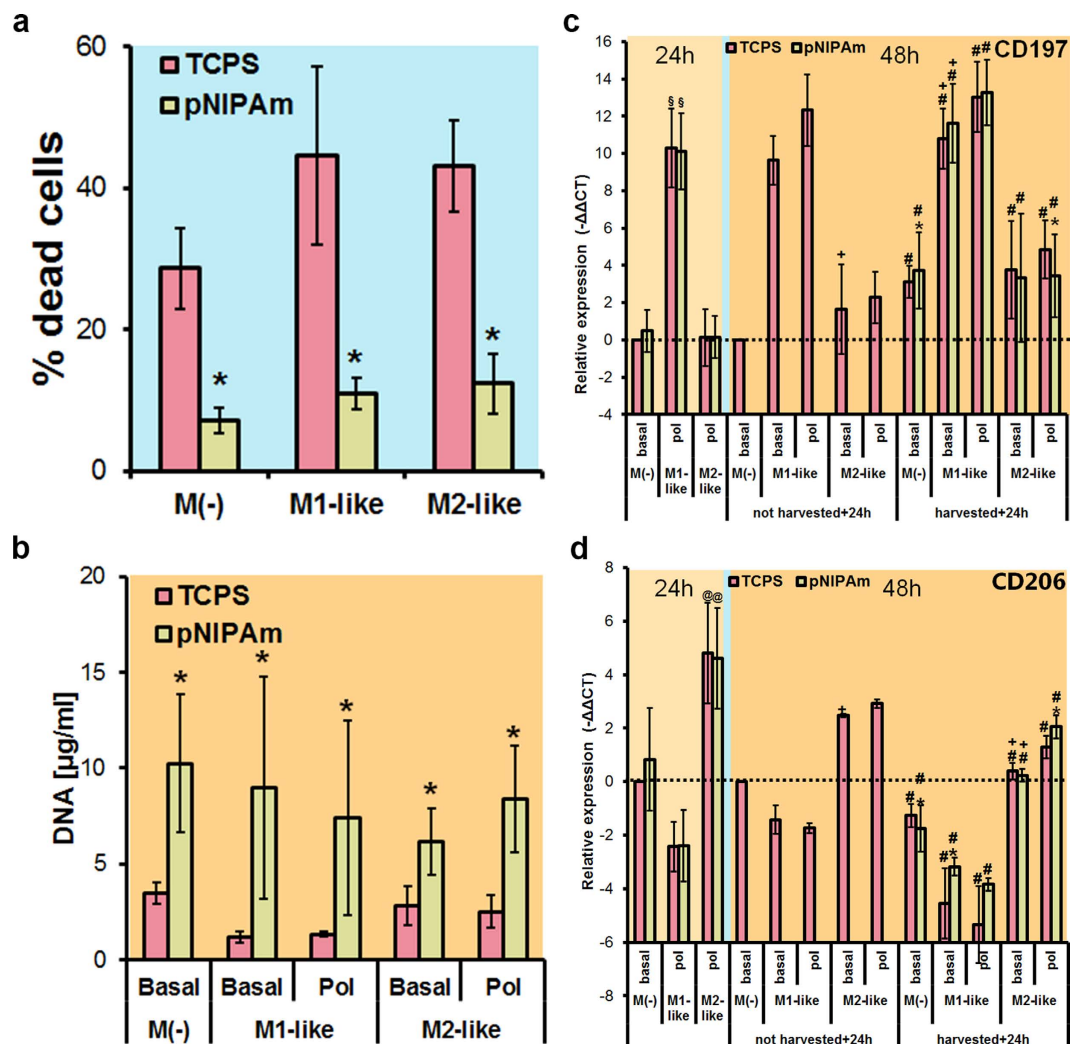 a
60
40
20
0
% dead cells
TCPS
pNIPAm
*
*
*
M(-) M1-like M2-like
b
20
15
10
5
0
DNA [µg/ml]
TCPS
pNIPAm
* * * * *
Basal Basal Pol Basal Pol
M(-) M1-like M2-like
c
16
14
12
10
8
6
4
2
0
-2
-4
Relative expression (-ΔΔCT)
TCPS pNIPAm CD197
24h 48h
§ §
+
# *
#
+
#
+
#
# #
# #
# *
#
basal pol pol basal basal pol basal pol basal basal pol basal pol
M(-) M1-like M2-like M(-) M1-like M2-like M(-) M1-like M2-like
not harvested+24h harvested+24h
d
8
6
4
2
0
-2
-4
-6
-8
Relative expression (-ΔΔCT)
TCPS pNIPAm CD206
24h 48h
@ @
+
# *
#
# *
#
# #
+
#
+
#
# *
#
basal pol pol basal basal pol basal pol basal basal pol basal pol
M(-) M1-like M2-like M(-) M1-like M2-like M(-) M1-like M2-like
not harvested+24h harvested+24h